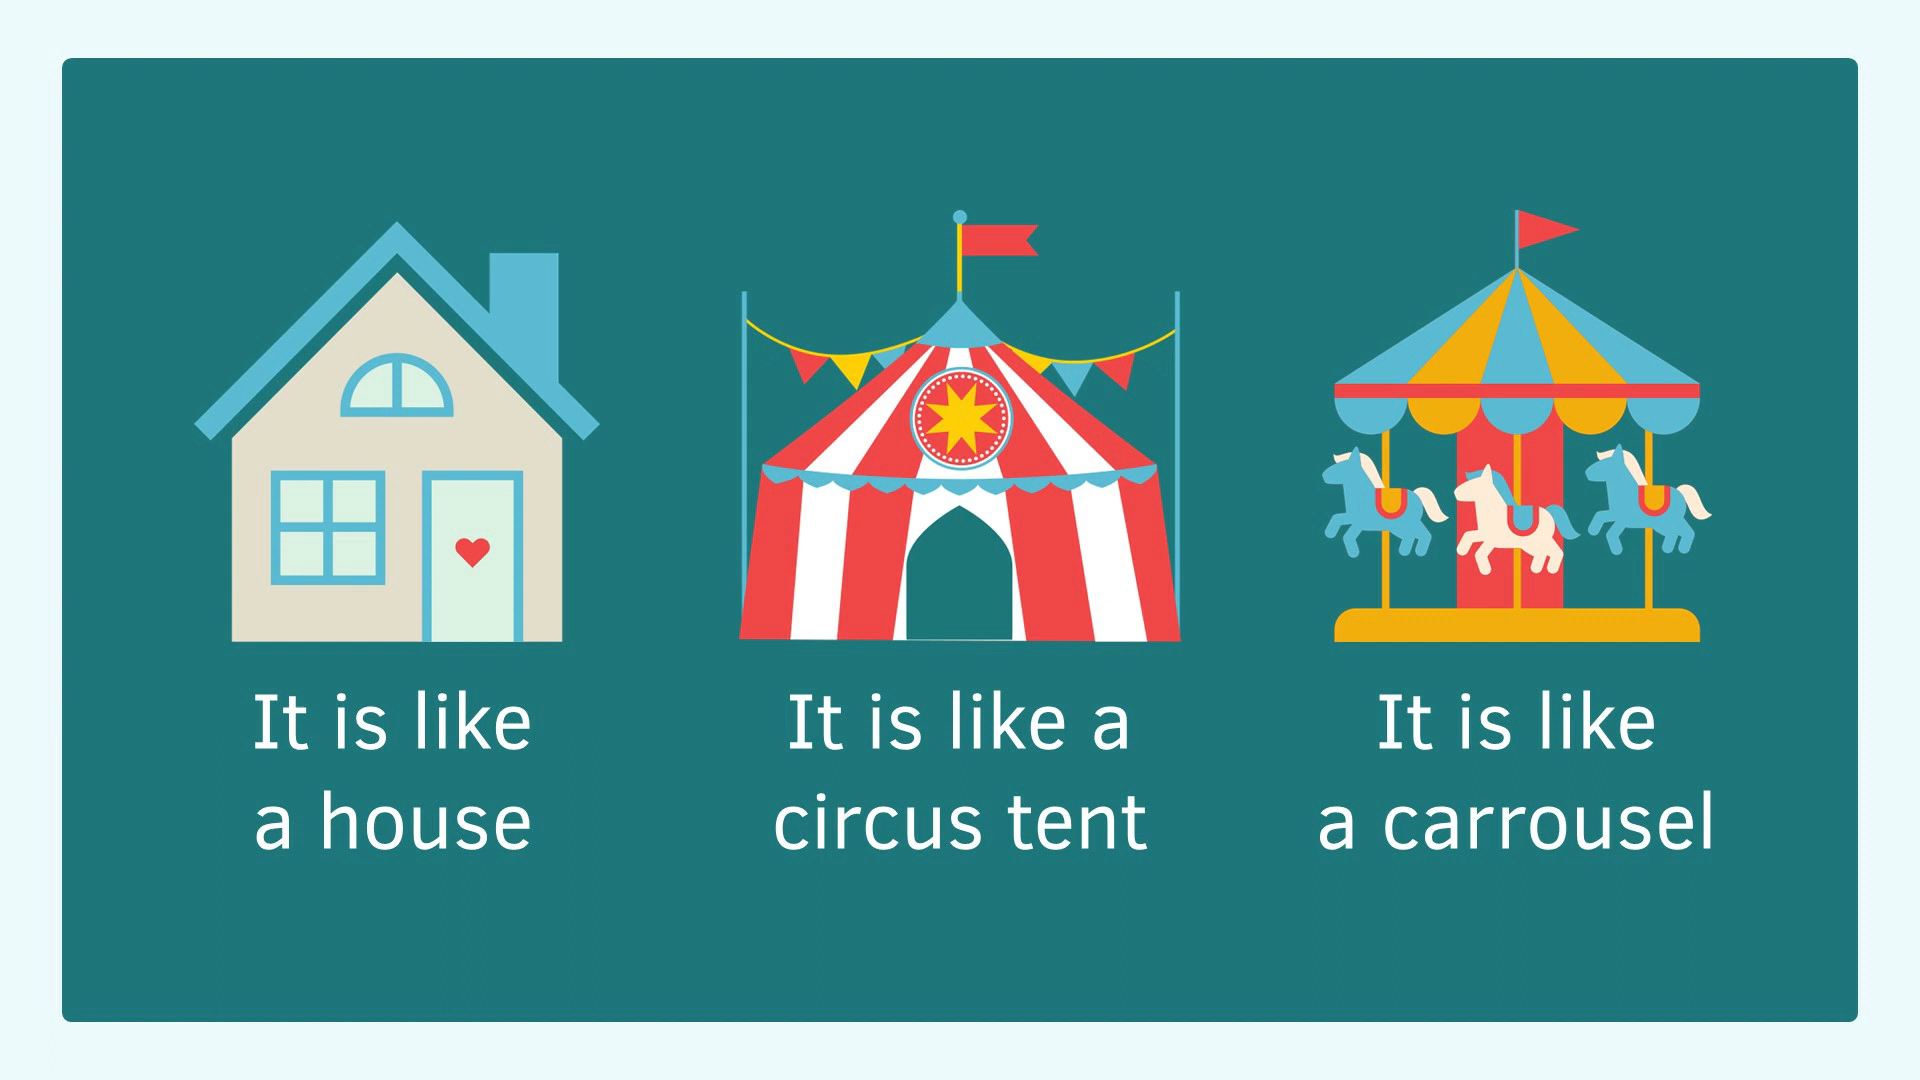 It is like
a house
It is like a
circus tent
It is like
a carrousel